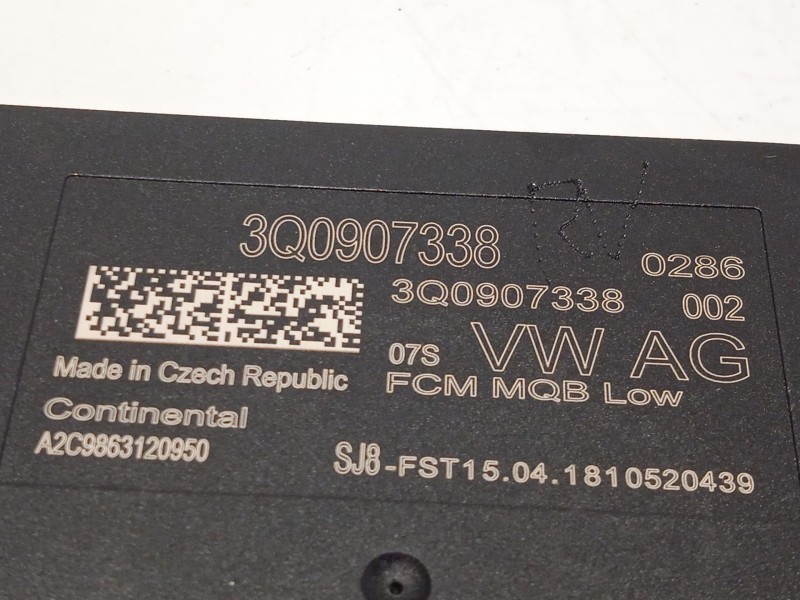 3Q0907338
0286
3Q0907338 002
07S VW AG
FCM MQB Low
Made in Czech Republic
Continental
A2C9863120950
SJ8-FST15.04.1810520439